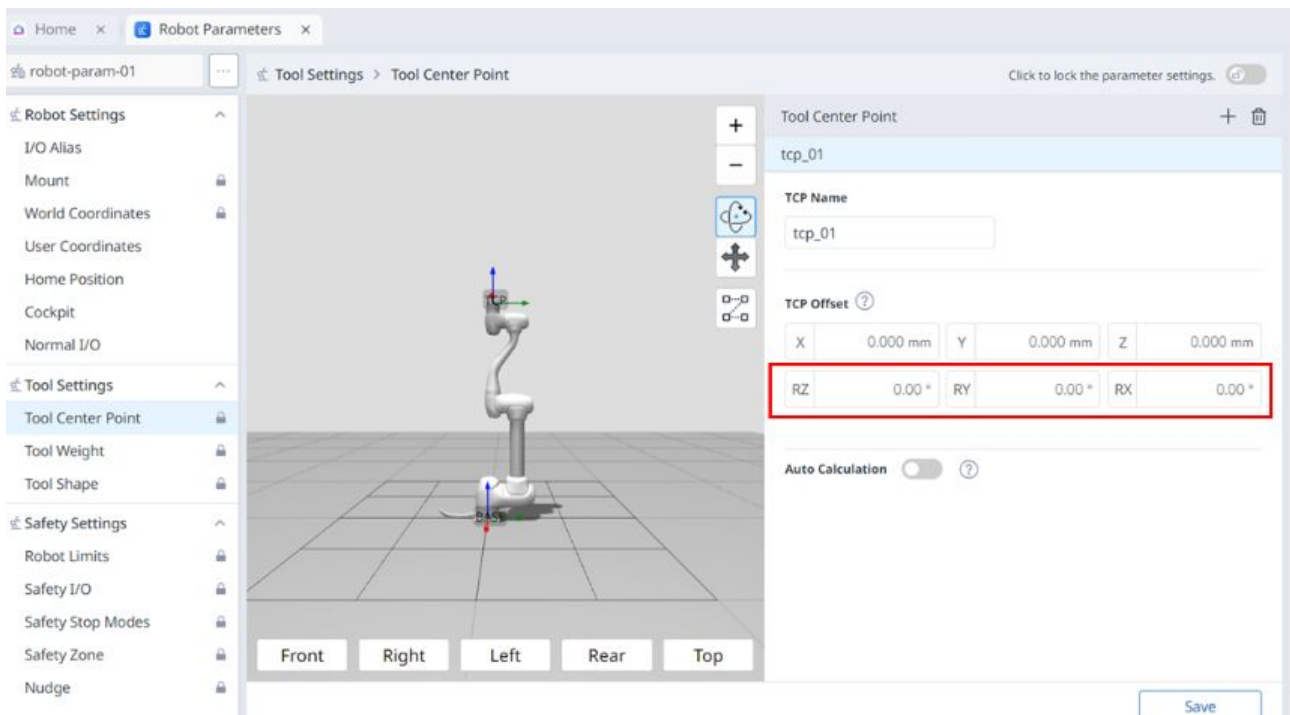 Home × Robot Parameters ×
robot-param-01 ...
Tool Settings > Tool Center Point
Click to lock the parameter settings.
Robot Settings
I/O Alias
Mount
World Coordinates
User Coordinates
Home Position
Cockpit
Normal I/O
Tool Settings
Tool Center Point
Tool Weight
Tool Shape
Safety Settings
Robot Limits
Safety I/O
Safety Stop Modes
Safety Zone
Nudge
+
−
TCP
BASE
Front Right Left Rear Top
Tool Center Point +
tcp_01
TCP Name
tcp_01
TCP Offset ?
X 0.000 mm Y 0.000 mm Z 0.000 mm
RZ 0.00 ° RY 0.00 ° RX 0.00 °
Auto Calculation ?
Save